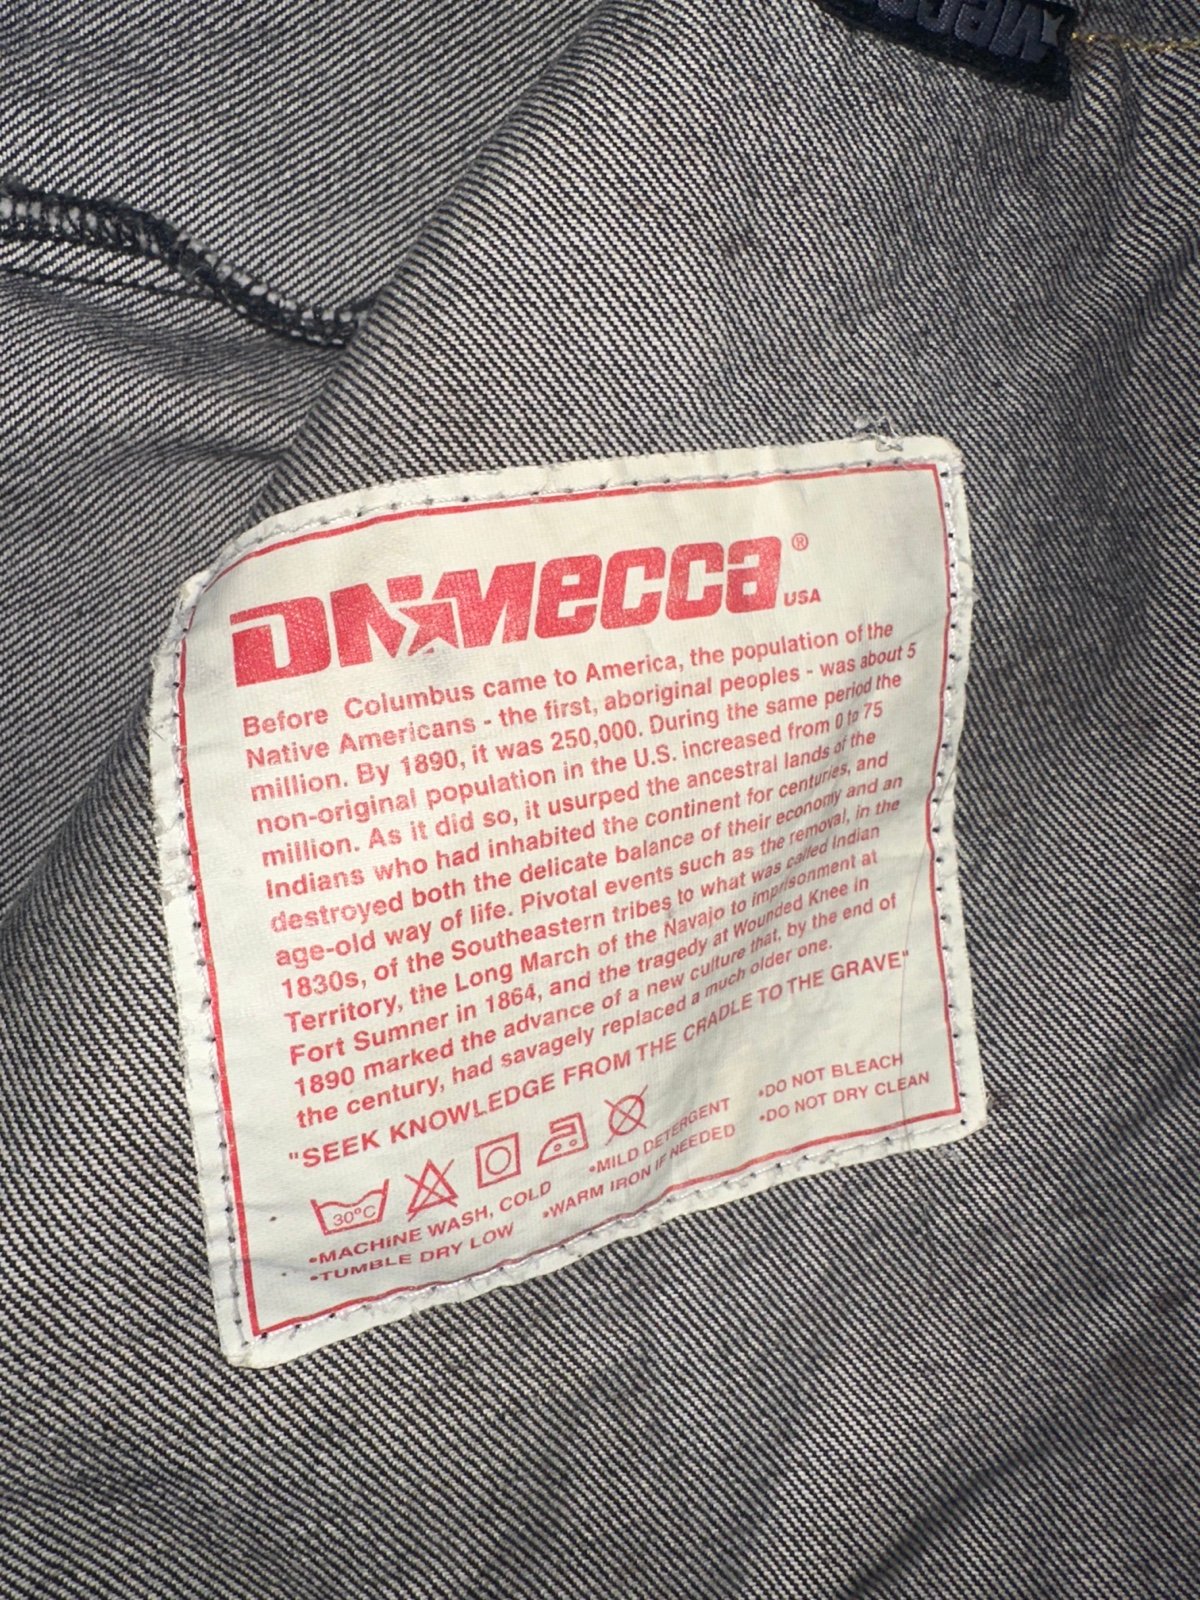 Mecc
DNMecca®
USA
Before Columbus came to America, the population of the
Native Americans - the first, aboriginal peoples - was about 5
million. By 1890, it was 250,000. During the same period the
non-original population in the U.S. increased from 0 to 75
million. As it did so, it usurped the ancestral lands of the
Indians who had inhabited the continent for centuries, and
destroyed both the delicate balance of their economy and an
age-old way of life. Pivotal events such as the removal, in the
1830s, of the Southeastern tribes to what was called Indian
Territory, the Long March of the Navajo to imprisonment at
Fort Sumner in 1864, and the tragedy at Wounded Knee in
1890 marked the advance of a new culture that, by the end of
the century, had savagely replaced a much older one.
"SEEK KNOWLEDGE FROM THE CRADLE TO THE GRAVE"
30°C
•MACHINE WASH, COLD •MILD DETERGENT •DO NOT BLEACH
•TUMBLE DRY LOW •WARM IRON IF NEEDED •DO NOT DRY CLEAN